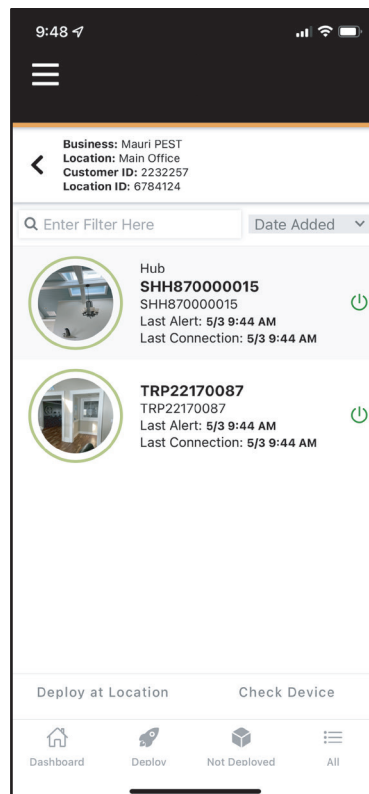 9:48
Business: Mauri PEST
Location: Main Office
Customer ID: 2232257
Location ID: 6784124
Enter Filter Here
Date Added
Hub
SHH870000015
SHH870000015
Last Alert: 5/3 9:44 AM
Last Connection: 5/3 9:44 AM
TRP22170087
TRP22170087
Last Alert: 5/3 9:44 AM
Last Connection: 5/3 9:44 AM
Deploy at Location
Check Device
Dashboard
Deploy
Not Deployed
All